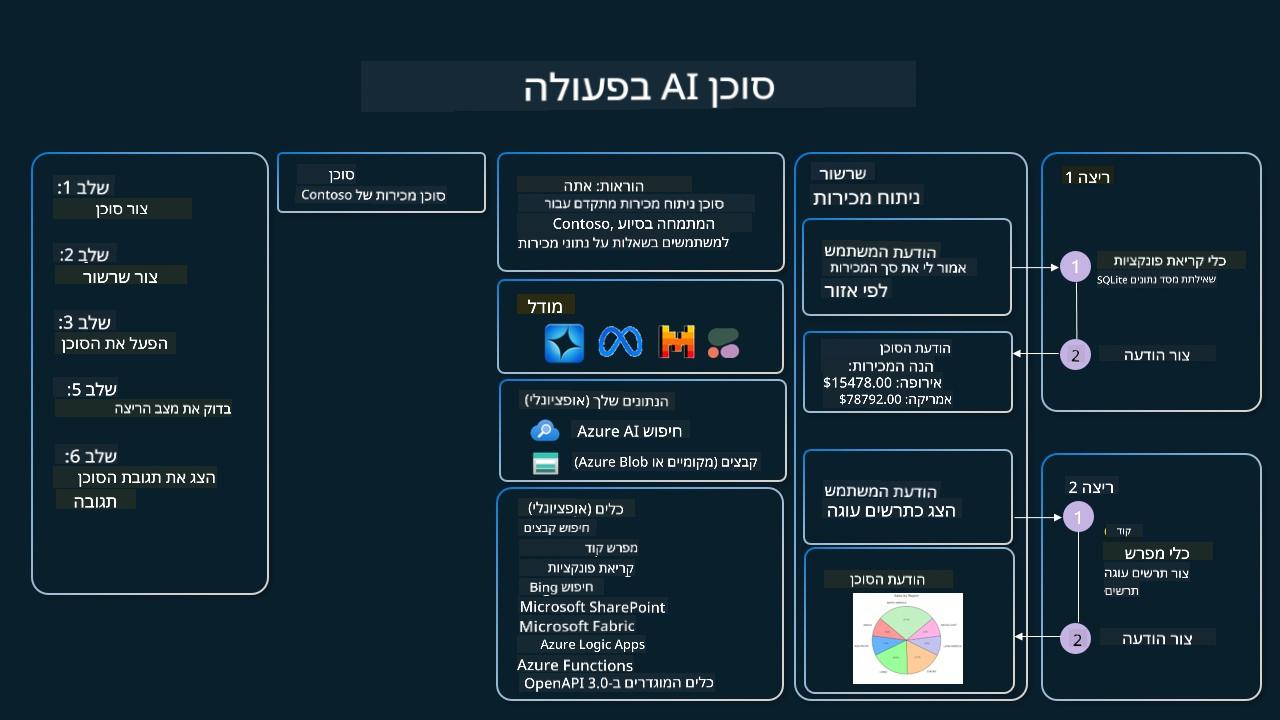 סוכן AI בפעולה
שלב 1:
צור סוכן
שלב 2:
צור שרשור
שלב 3:
הפעל את הסוכן
שלב 5:
בדוק את מצב הריצה
שלב 6:
הצג את תגובת הסוכן
תגובה
סוכן
סוכן מכירות של Contoso
הוראות: אתה
סוכן ניתוח מכירות מתקדם עבור
Contoso, המתמחה בסיוע
למשתמשים בשאלות על נתוני מכירות
מודל
הנתונים שלך (אופציונלי)
חיפוש Azure AI
קבצים (מקומיים או Azure Blob)
כלים (אופציונלי)
חיפוש קבצים
מפרש קוד
קריאת פונקציות
חיפוש Bing
Microsoft SharePoint
Microsoft Fabric
Azure Logic Apps
Azure Functions
כלים המוגדרים ב-OpenAPI 3.0
שרשור
ניתוח מכירות
הודעת המשתמש
אמור לי את סך המכירות
לפי אזור
הודעת הסוכן
הנה המכירות:
אירופה: $15478.00
אמריקה: $78792.00
הודעת המשתמש
הצג כתרשים עוגה
הודעת הסוכן
ריצה 1
1
כלי קריאת פונקציות
שאילתת מסד נתונים SQLite
2
צור הודעה
ריצה 2
1
קוד
כלי מפרש
צור תרשים עוגה
תרשים
2
צור הודעה